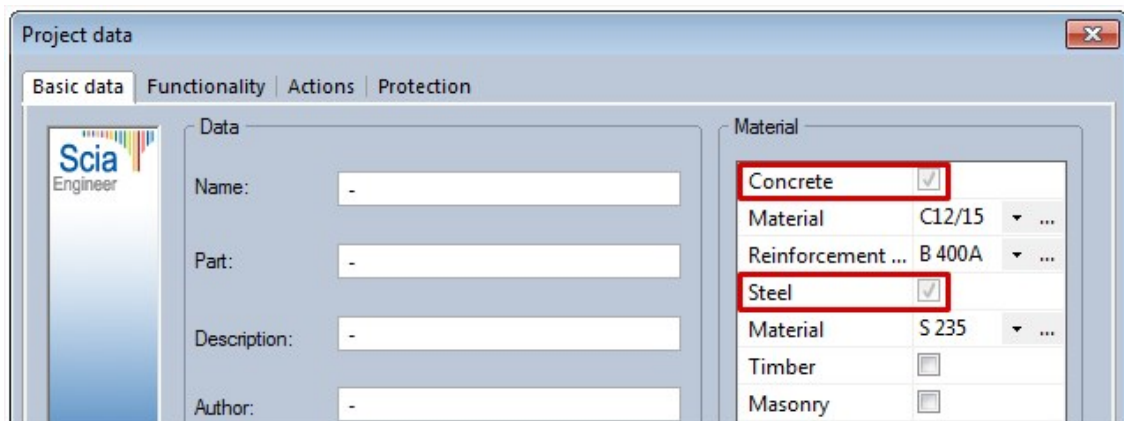 Project data
Basic data Functionality Actions Protection
Scia
Engineer
Data
Name: -
Part: -
Description: -
Author: -
Material
Concrete
Material C12/15 ...
Reinforcement ... B 400A ...
Steel
Material S 235 ...
Timber
Masonry